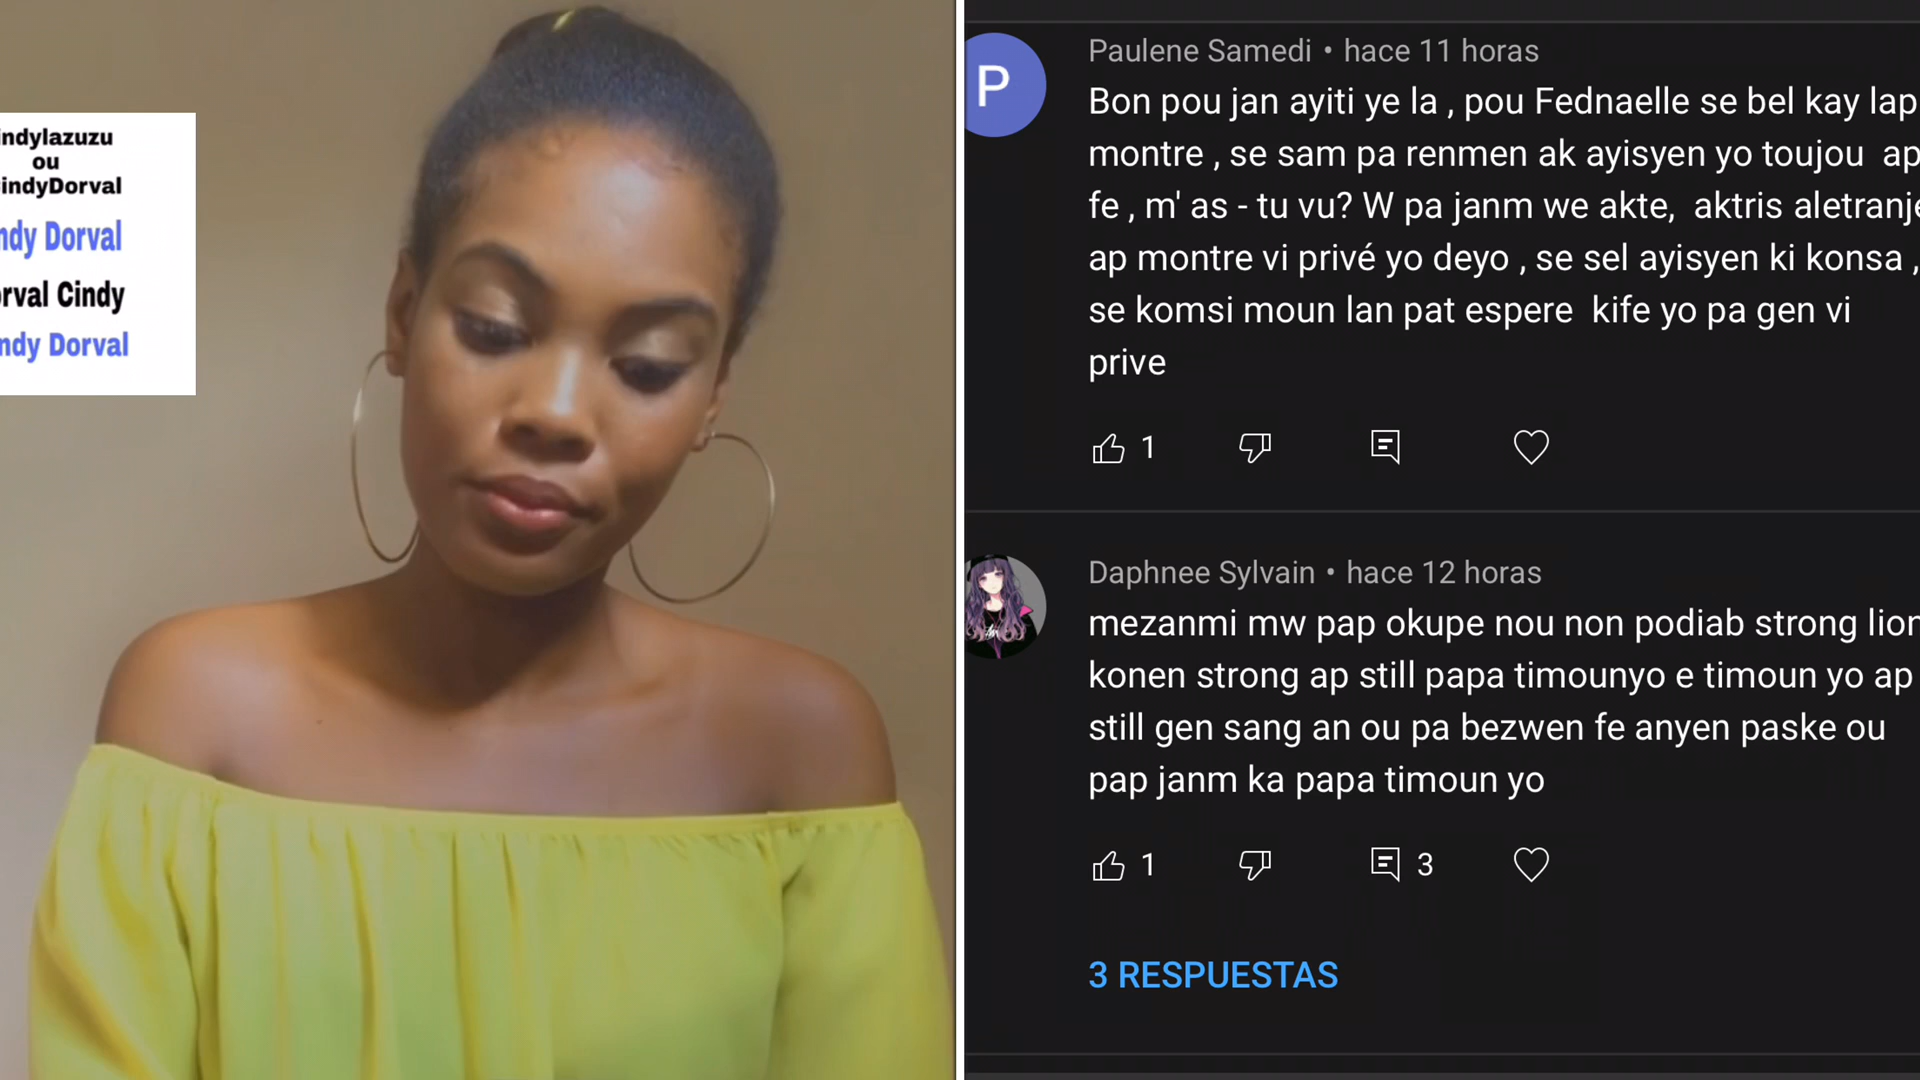 indylazuzu
ou
indyDorval
ndy Dorval
rval Cindy
ndy Dorval
P
Paulene Samedi • hace 11 horas
Bon pou jan ayiti ye la , pou Fednaelle se bel kay lap
montre , se sam pa renmen ak ayisyen yo toujou ap
fe , m' as - tu vu? W pa janm we akte, aktris aletranje
ap montre vi privé yo deyo , se sel ayisyen ki konsa ,
se komsi moun lan pat espere kife yo pa gen vi
prive
1
Daphnee Sylvain • hace 12 horas
mezanmi mw pap okupe nou non podiab strong lion
konen strong ap still papa timounyo e timoun yo ap
still gen sang an ou pa bezwen fe anyen paske ou
pap janm ka papa timoun yo
1 3
3 RESPUESTAS